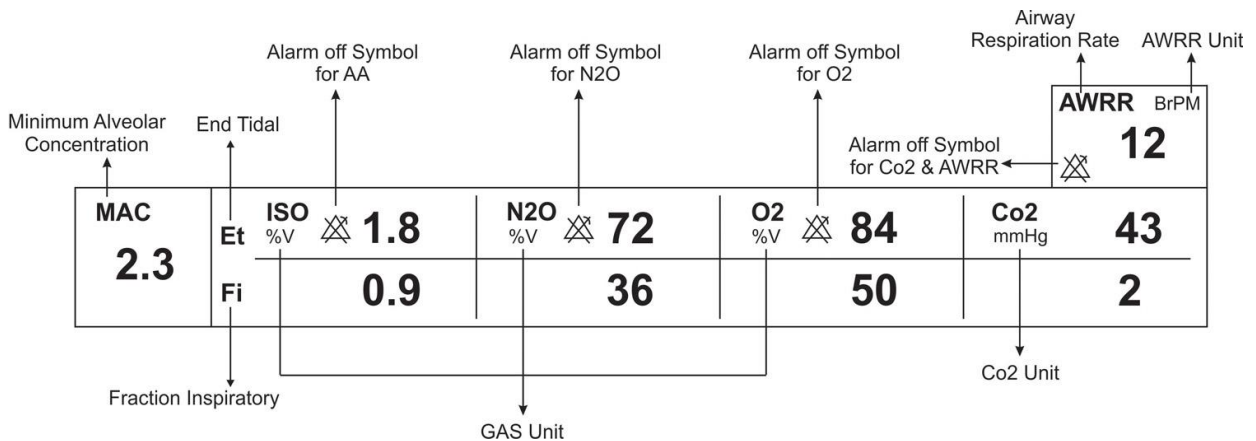 Airway
Respiration Rate
AWRR Unit
Alarm off Symbol
for AA
Alarm off Symbol
for N2O
Alarm off Symbol
for O2
AWRR BrPM
12
Minimum Alveolar
Concentration
End Tidal
Alarm off Symbol
for Co2 & AWRR
MAC
2.3
Et
ISO
%V
1.8
N2O
%V
72
O2
%V
84
Co2
mmHg
43
Fi
0.9
36
50
2
Fraction Inspiratory
Co2 Unit
GAS Unit